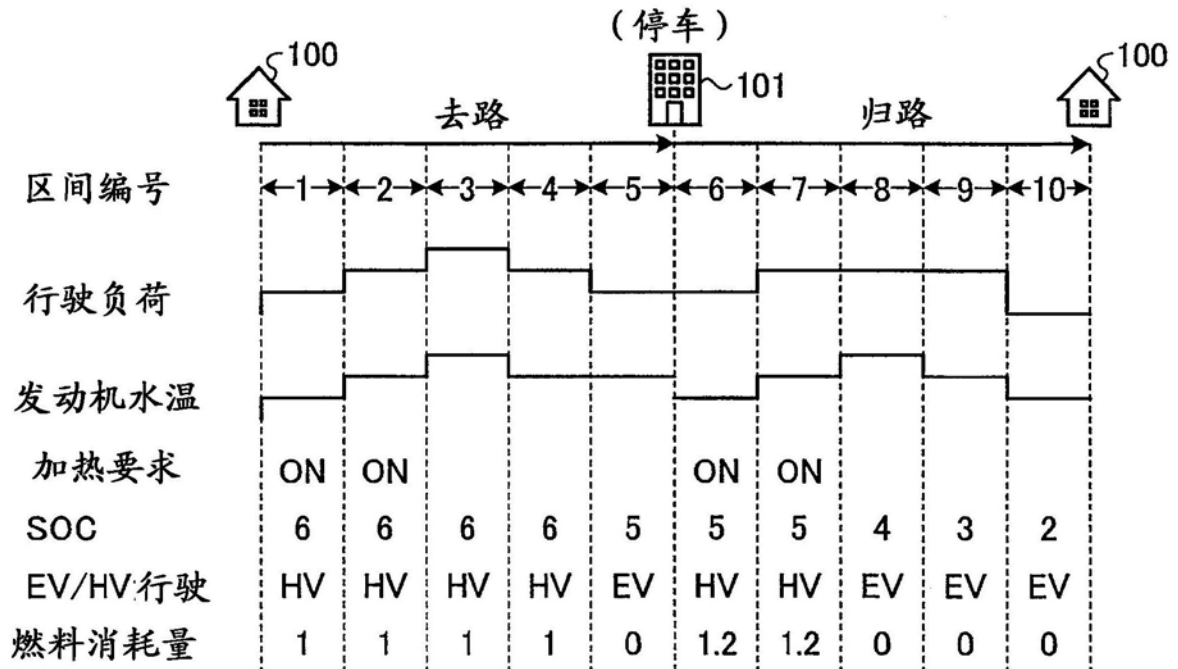 (停车)
100
101
100
去路
归路
区间编号 1 2 3 4 5 6 7 8 9 10
行驶负荷
发动机水温
加热要求 ON ON ON ON
SOC 6 6 6 6 5 5 5 4 3 2
EV/HV行驶 HV HV HV HV EV HV HV EV EV EV
燃料消耗量 1 1 1 1 0 1.2 1.2 0 0 0